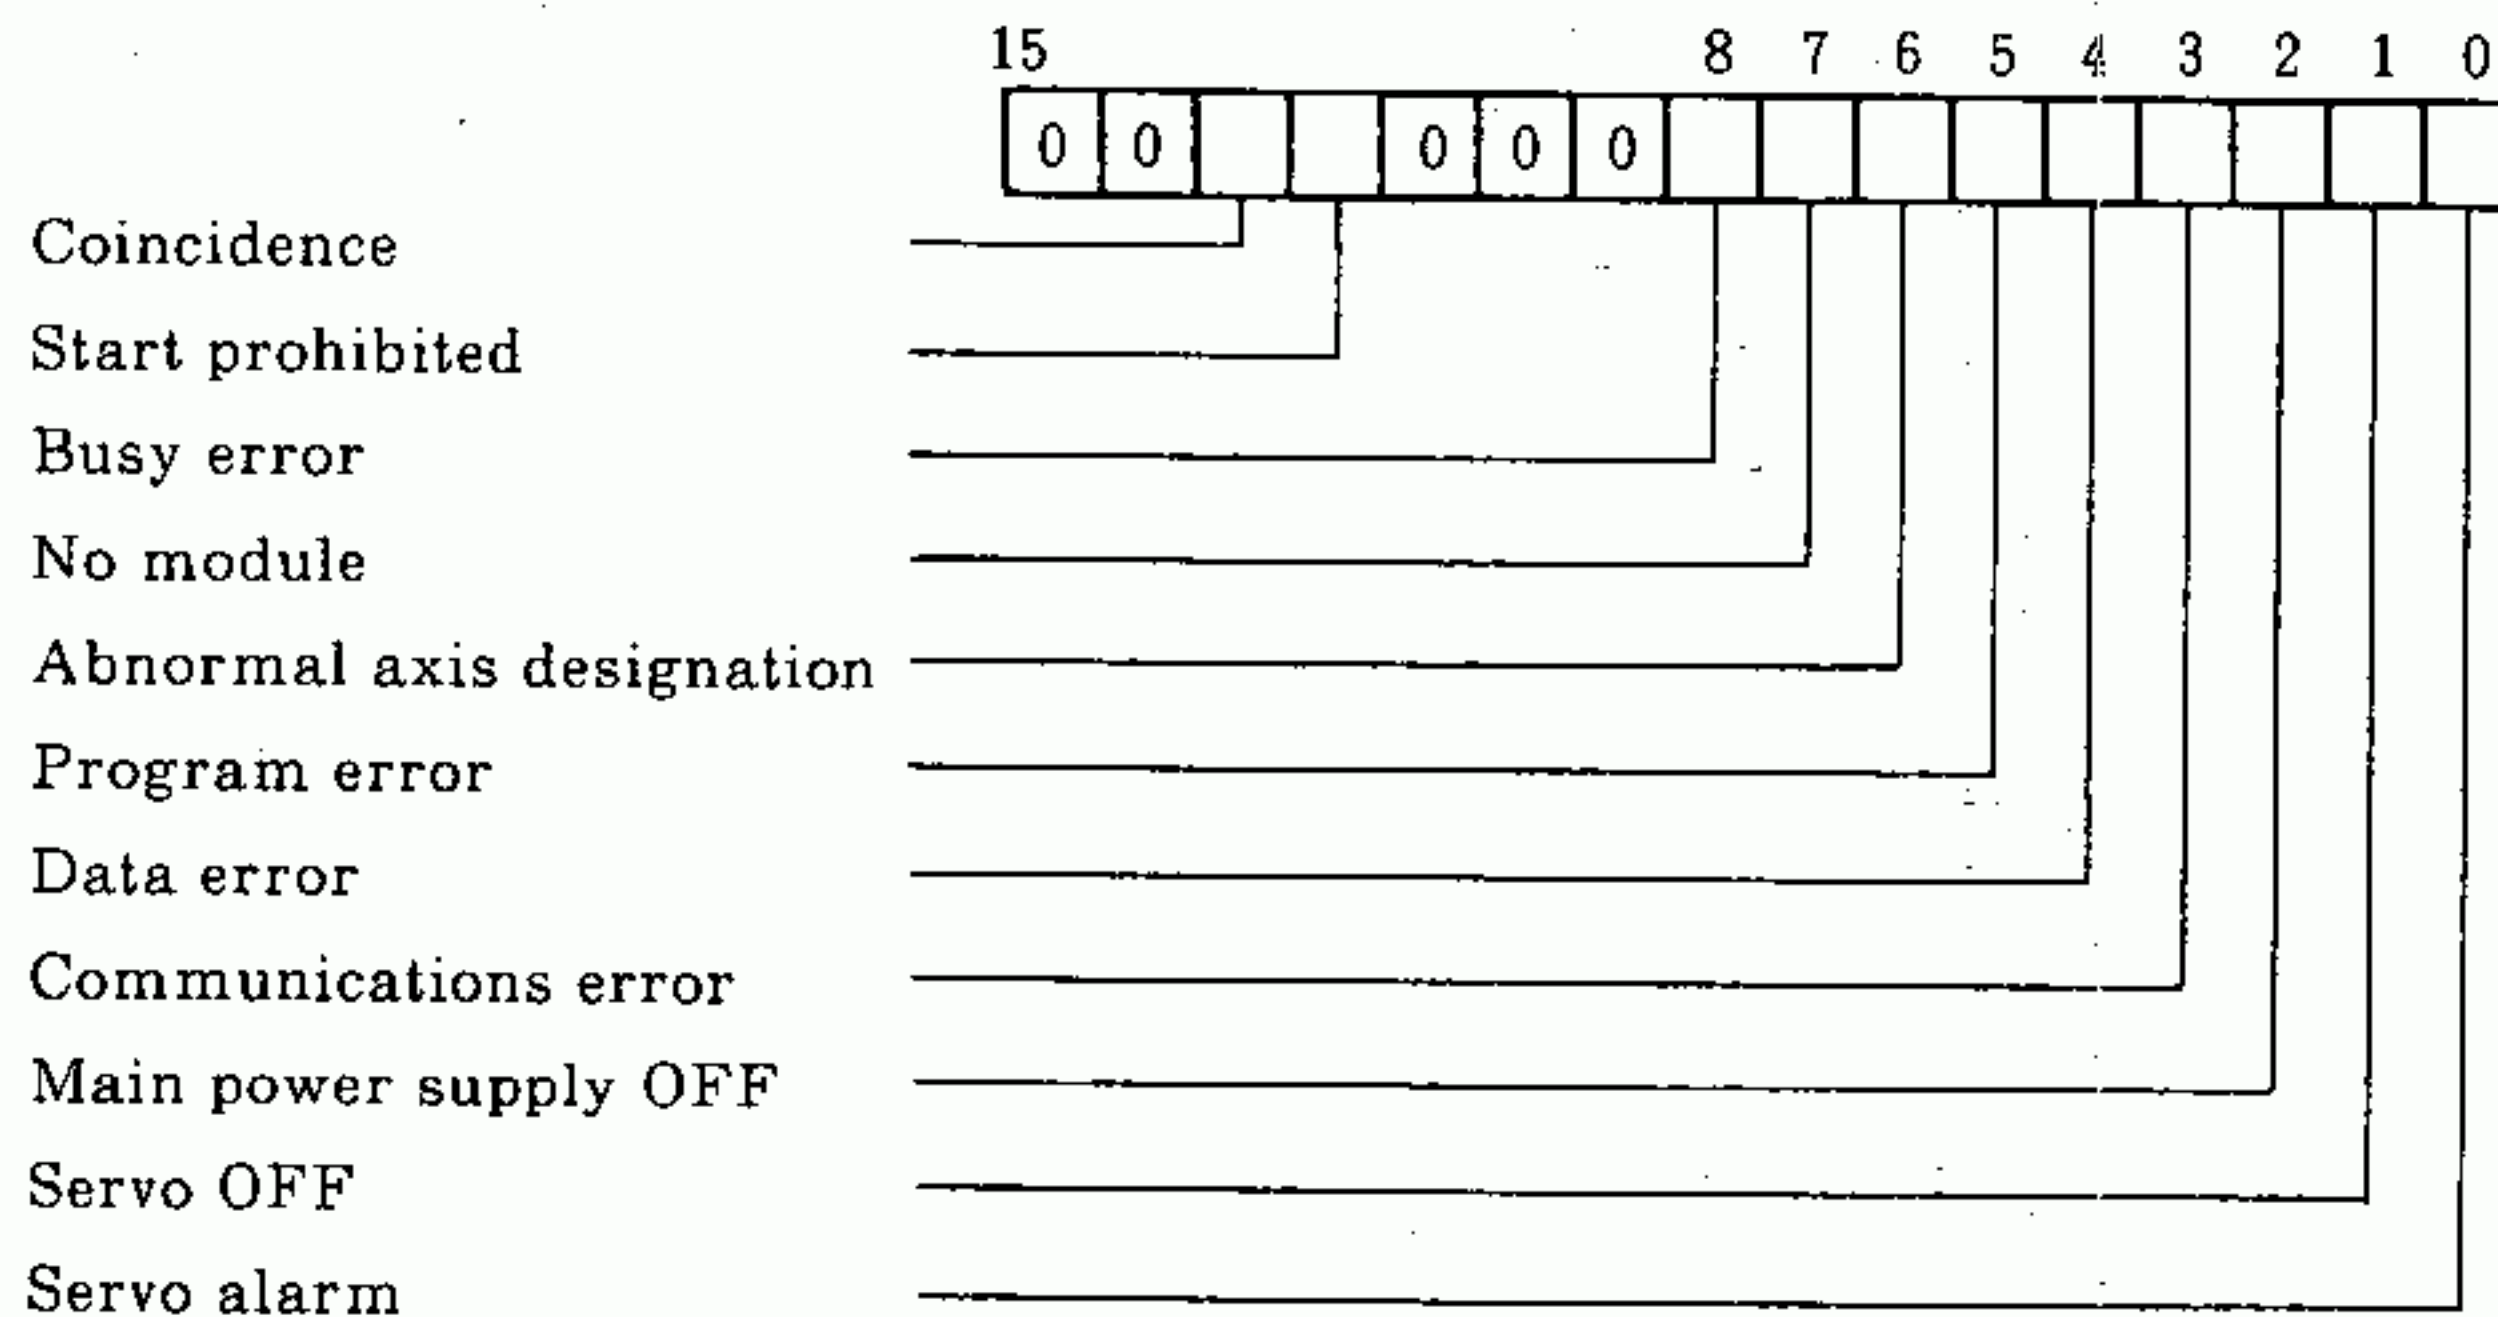 15 8 7 6 5 4 3 2 1 0
0 0 0 0 0
Coincidence
Start prohibited
Busy error
No module
Abnormal axis designation
Program error
Data error
Communications error
Main power supply OFF
Servo OFF
Servo alarm